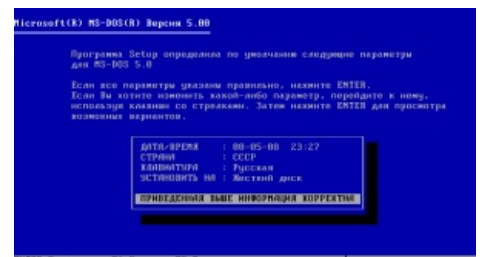 Microsoft(R) MS-DOS(R) Версия 5.00
Программа Setup определила по умолчанию следующие параметры
для MS-DOS 5.0
Если все параметры указаны правильно, нажмите ENTER.
Если Вы хотите изменить какой-либо параметр, перейдите к нему,
используя клавиши со стрелками. Затем нажмите ENTER для просмотра
возможных вариантов.
ДАТА/ВРЕМЯ : 08-05-08 23:27
СТРАНА : СССР
КЛАВИАТУРА : Русская
УСТАНОВИТЬ НА : Жесткий диск
ПРИВЕДЕННАЯ ВЫШЕ ИНФОРМАЦИЯ КОРРЕКТНА